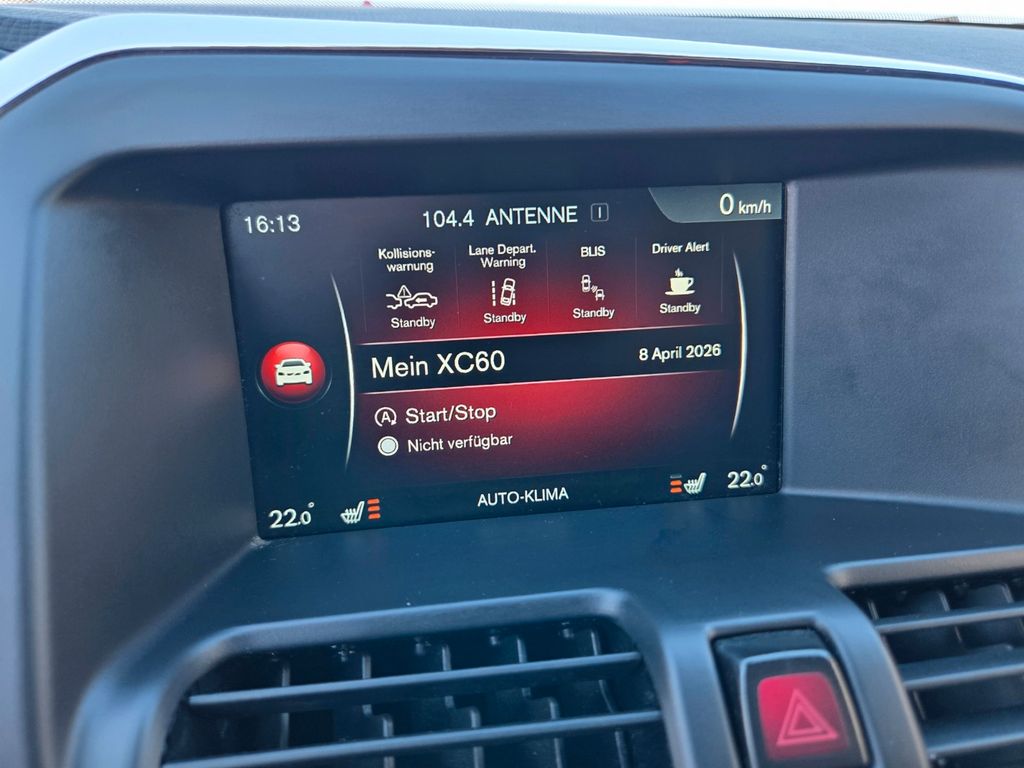 16:13
104.4 ANTENNE I
0 km/h
Kollisions-
warnung
Standby
Lane Depart.
Warning
Standby
BLIS
Standby
Driver Alert
Standby
Mein XC60
8 April 2026
A Start/Stop
Nicht verfügbar
22.0°
AUTO-KLIMA
22.0°